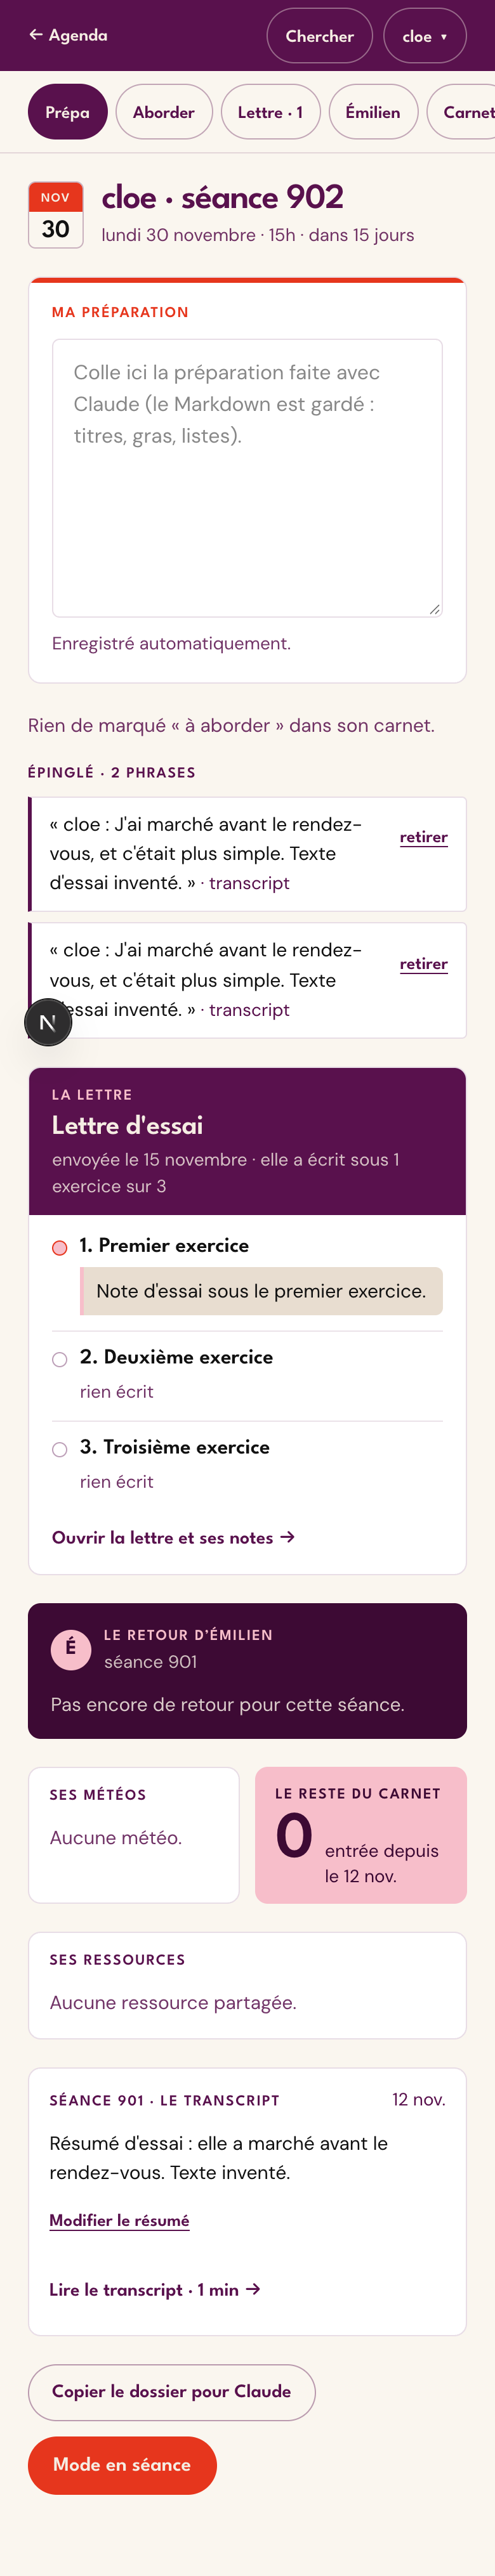 ← Agenda
Chercher
cloe ▾
Prépa
Aborder
Lettre · 1
Émilien
Carnet
NOV
30
cloe · séance 902
lundi 30 novembre · 15h · dans 15 jours
MA PRÉPARATION
Colle ici la préparation faite avec
Claude (le Markdown est gardé :
titres, gras, listes).
Enregistré automatiquement.
Rien de marqué « à aborder » dans son carnet.
ÉPINGLÉ · 2 PHRASES
« cloe : J'ai marché avant le rendez-
vous, et c'était plus simple. Texte
d'essai inventé. » · transcript
retirer
« cloe : J'ai marché avant le rendez-
vous, et c'était plus simple. Texte
essai inventé. » · transcript
retirer
N
LA LETTRE
Lettre d'essai
envoyée le 15 novembre · elle a écrit sous 1
exercice sur 3
1. Premier exercice
Note d'essai sous le premier exercice.
2. Deuxième exercice
rien écrit
3. Troisième exercice
rien écrit
Ouvrir la lettre et ses notes →
É
LE RETOUR D'ÉMILIEN
séance 901
Pas encore de retour pour cette séance.
SES MÉTÉOS
Aucune météo.
LE RESTE DU CARNET
0 entrée depuis
le 12 nov.
SES RESSOURCES
Aucune ressource partagée.
SÉANCE 901 · LE TRANSCRIPT
12 nov.
Résumé d'essai : elle a marché avant le
rendez-vous. Texte inventé.
Modifier le résumé
Lire le transcript · 1 min →
Copier le dossier pour Claude
Mode en séance